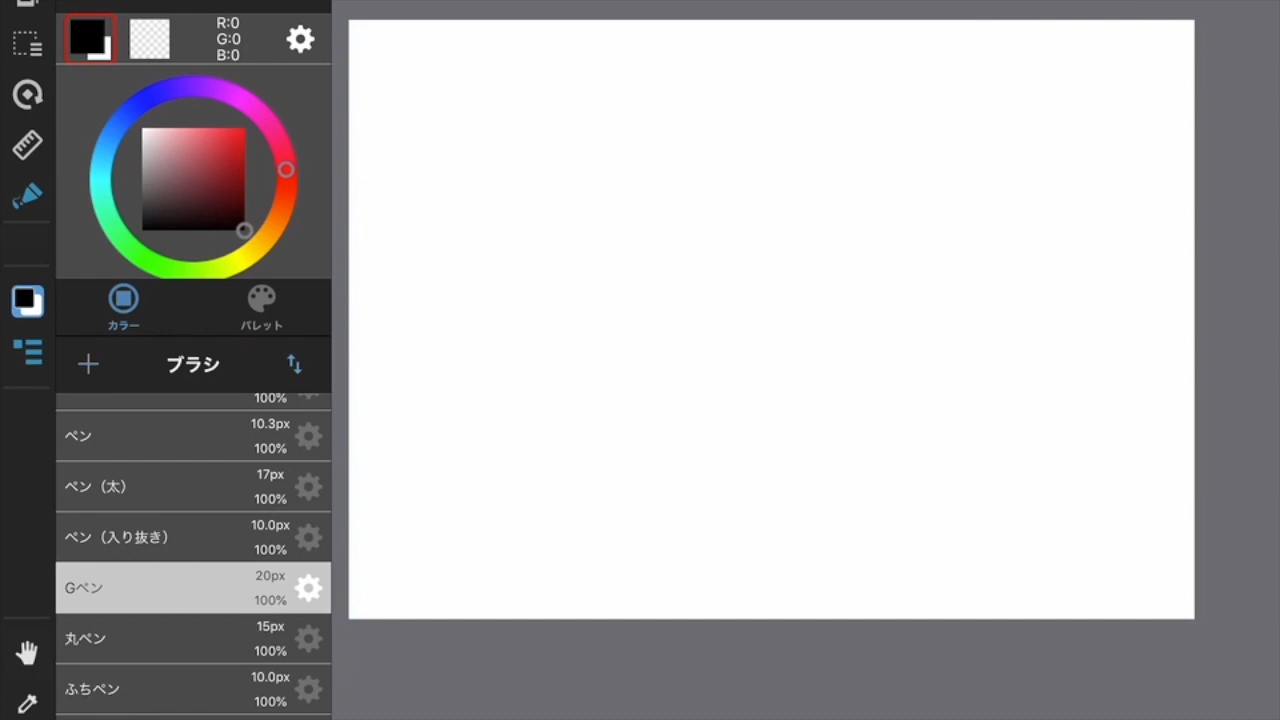 R:0
G:0
B:0
カラー
パレット
ブラシ
100%
ペン
10.3px
100%
ペン（太）
17px
100%
ペン（入り抜き）
10.0px
100%
Gペン
20px
100%
丸ペン
15px
100%
ふちペン
10.0px
100%